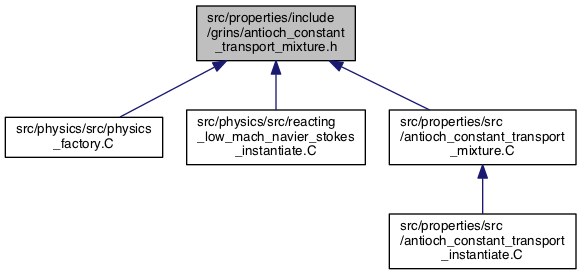 src/properties/include
/grins/antioch_constant
_transport_mixture.h
src/physics/src/physics
_factory.C
src/physics/src/reacting
_low_mach_navier_stokes
_instantiate.C
src/properties/src
/antioch_constant_transport
_mixture.C
src/properties/src
/antioch_constant_transport
_instantiate.C